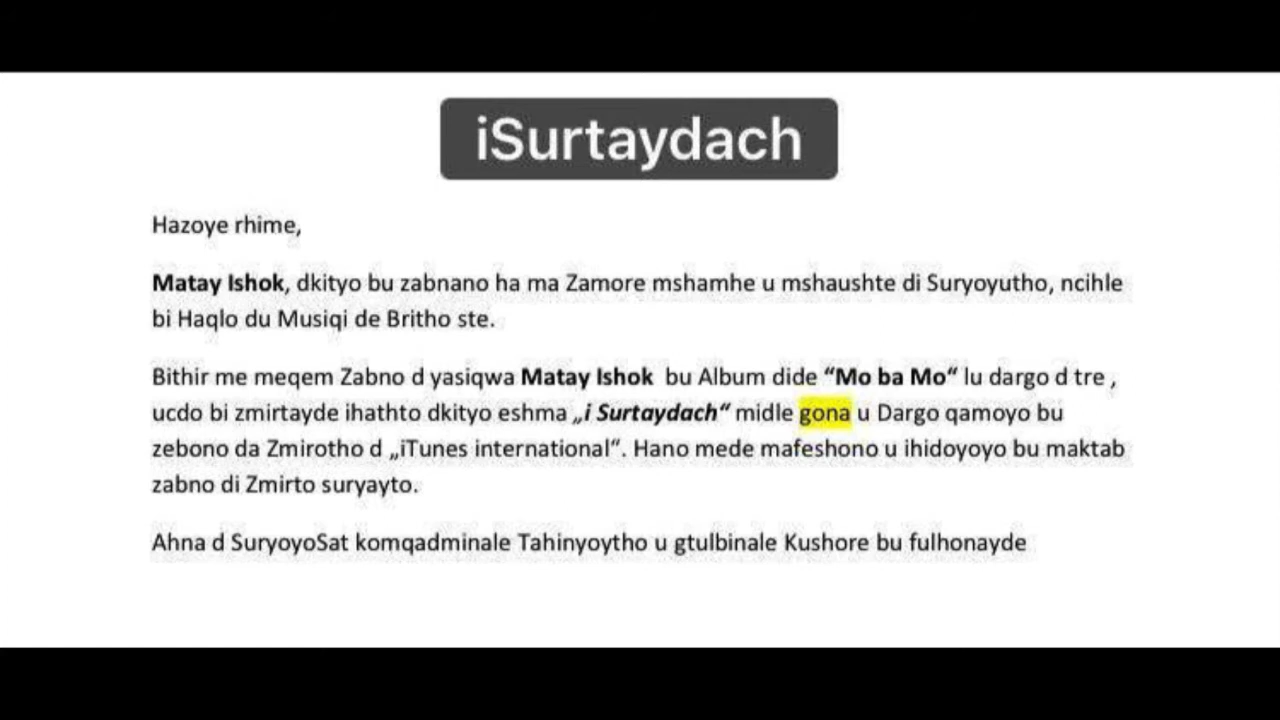 iSurtaydach
Hazoye rhime,
Matay Ishok, dkityo bu zabnano ha ma Zamore mshamhe u mshaushte di Suryoyutho, ncihle
bi Haqlo du Musiqi de Britho ste.
Bithir me meqem Zabno d yasiqwa Matay Ishok bu Album dide “Mo ba Mo“ lu dargo d tre ,
ucdo bi zmirtayde ihathto dkityo eshma „i Surtaydach“ midle gona u Dargo qamoyo bu
zebono da Zmirotho d „iTunes international“. Hano mede mafeshono u ihidoyoyo bu maktab
zabno di Zmirto suryayto.
Ahna d SuryoyoSat komqadminale Tahinyoytho u gtulbinale Kushore bu fulhonayde